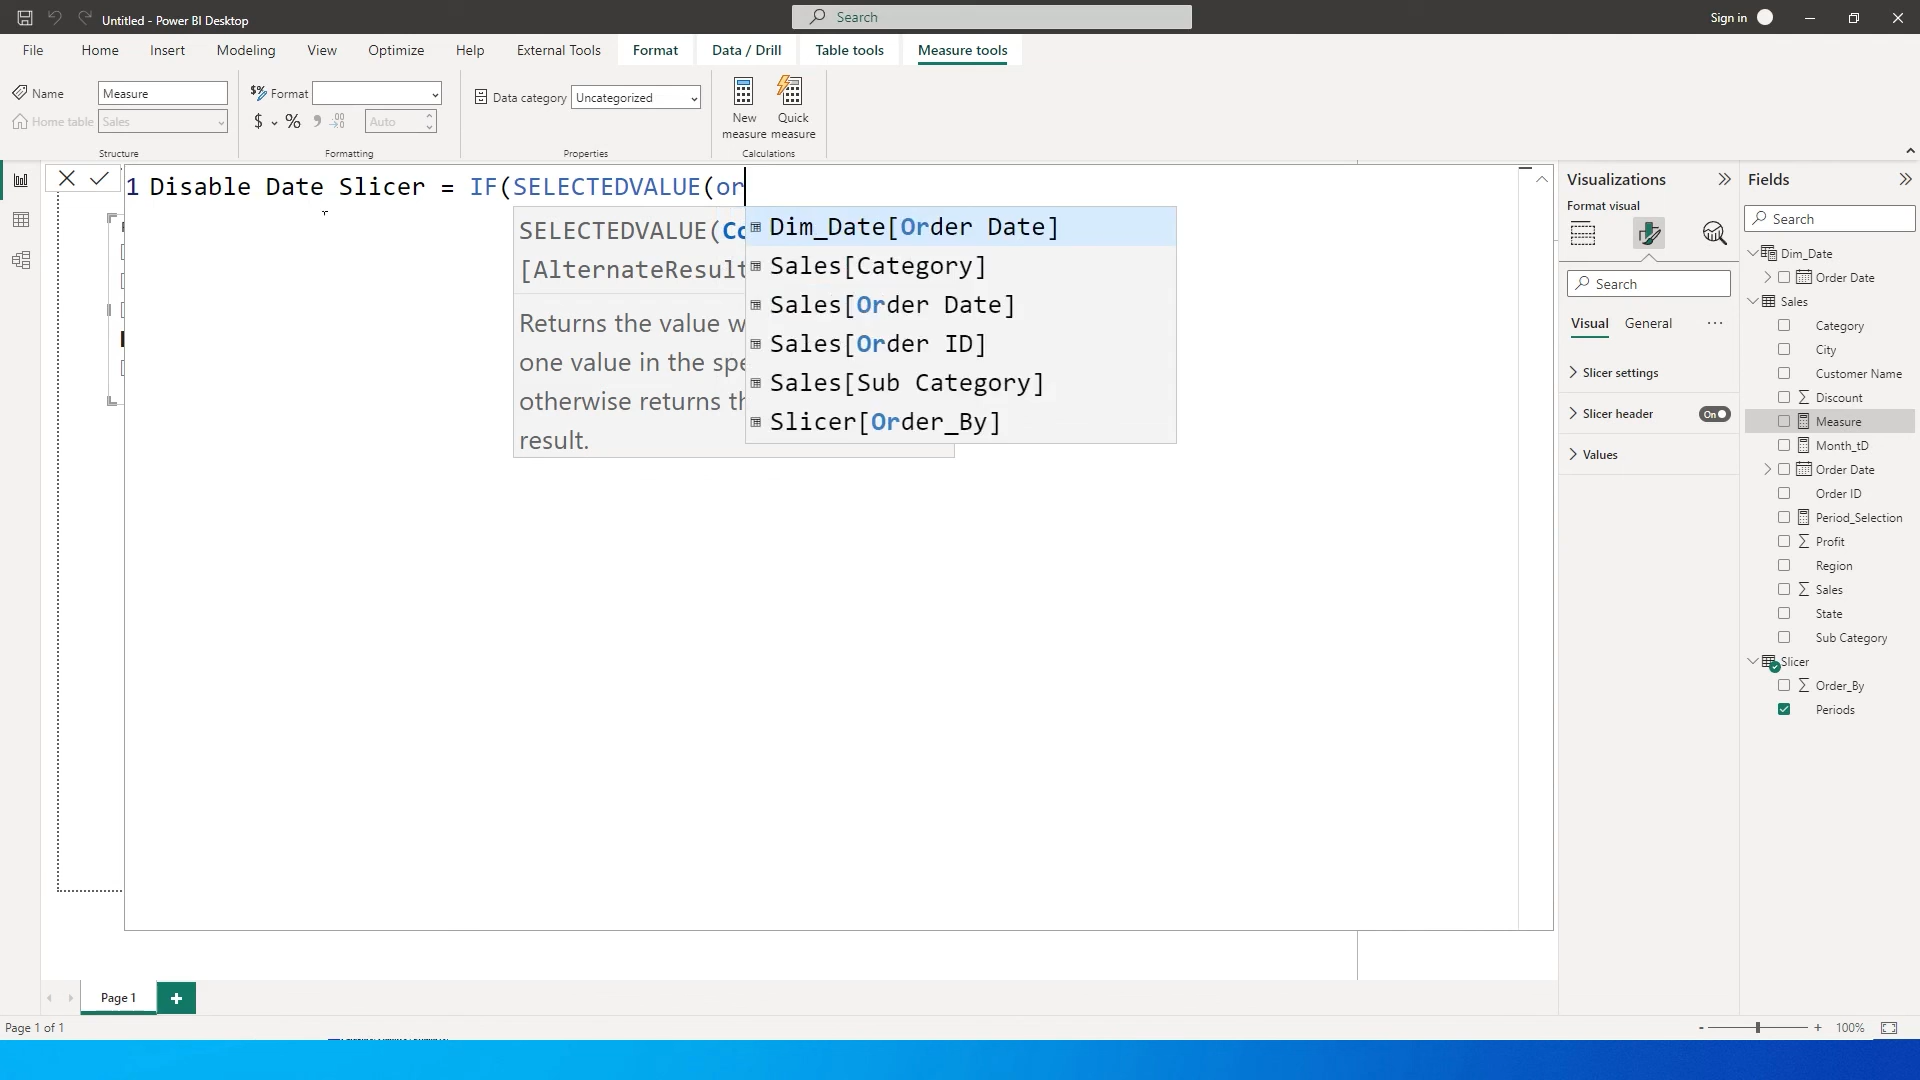 Untitled - Power BI Desktop
Search
Sign in
File
Home
Insert
Modeling
View
Optimize
Help
External Tools
Format
Data / Drill
Table tools
Measure tools
Name
Measure
Home table
Sales
Structure
Format
$
%
Auto
Formatting
Data category
Uncategorized
Properties
New measure
Quick measure
Calculations
1 Disable Date Slicer = IF(SELECTEDVALUE(or
SELECTEDVALUE(
[AlternateResult
Returns the value
one value in the
otherwise returns
result.
Dim_Date[Order Date]
Sales[Category]
Sales[Order Date]
Sales[Order ID]
Sales[Sub Category]
Slicer[Order_By]
Visualizations
Format visual
Search
Visual
General
Slicer settings
Slicer header
On
Values
Fields
Search
Dim_Date
Order Date
Sales
Category
City
Customer Name
Discount
Measure
Month_tD
Order Date
Order ID
Period_Selection
Profit
Region
Sales
State
Sub Category
Slicer
Order_By
Periods
Page 1
Page 1 of 1
- + 100%